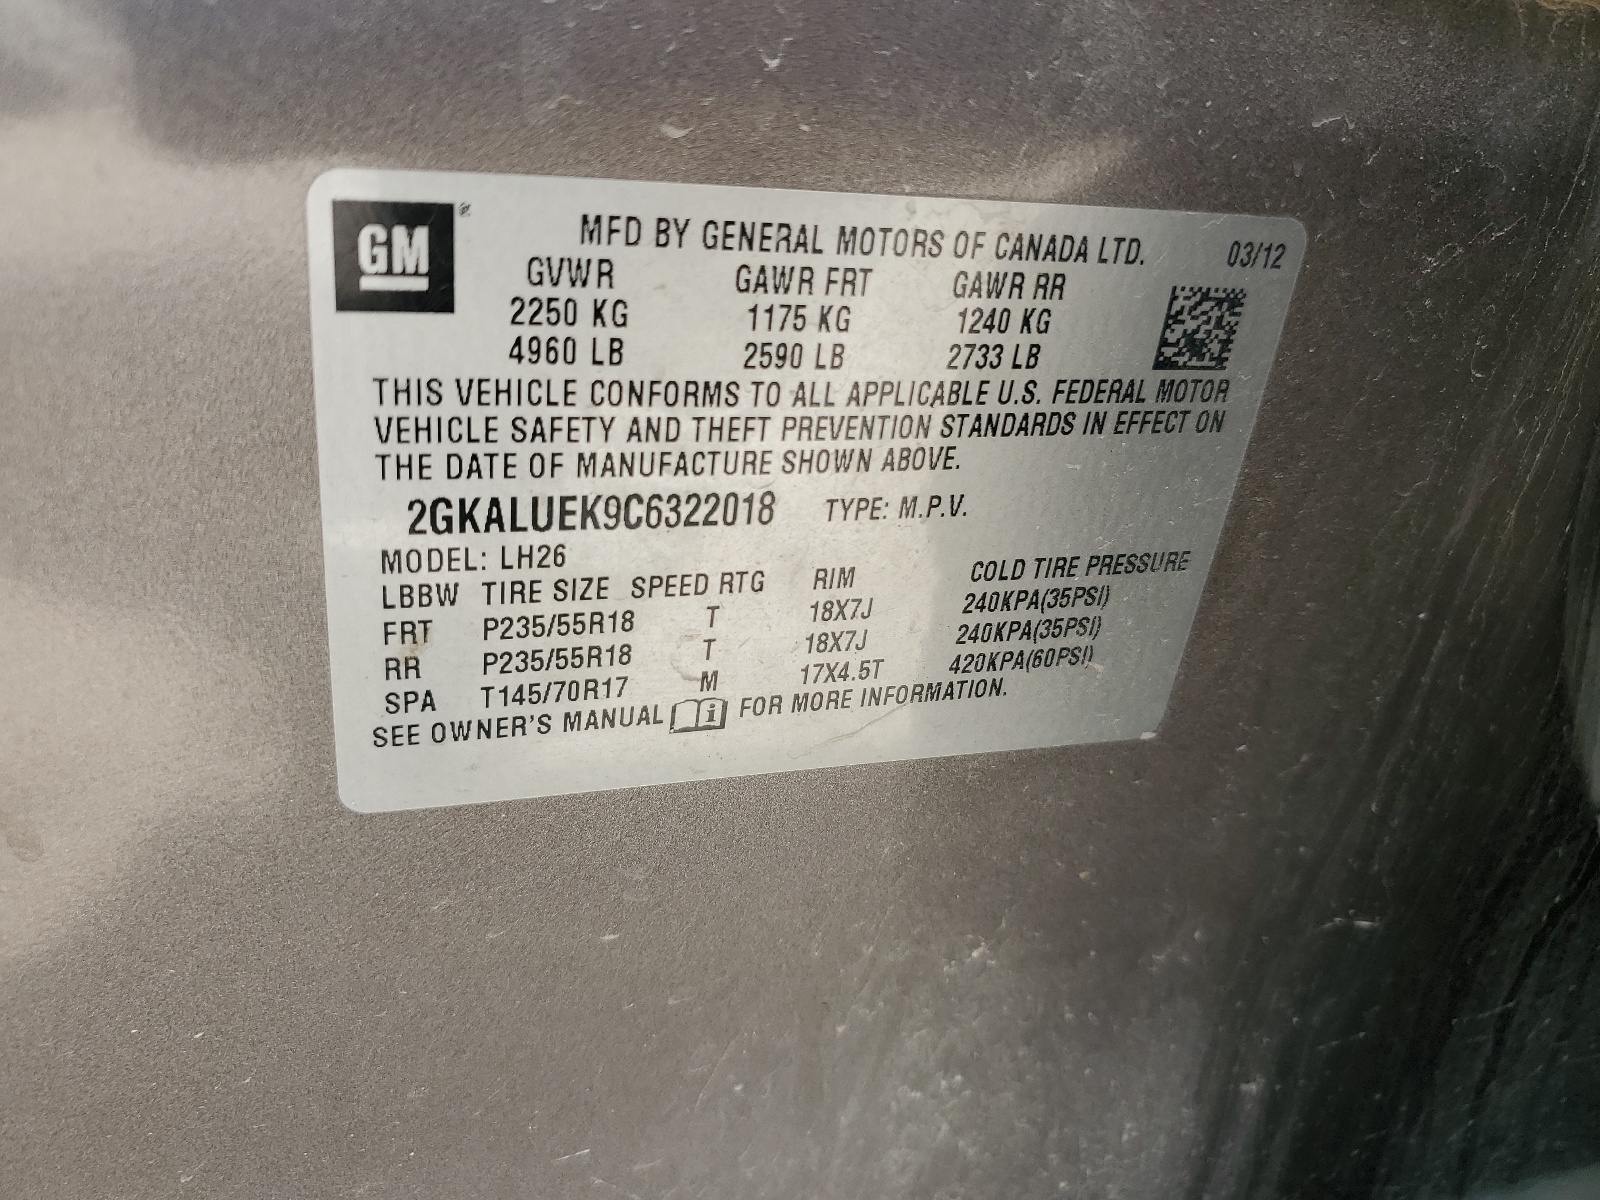 GM
MFD BY GENERAL MOTORS OF CANADA LTD. 03/12
GVWR GAWR FRT GAWR RR
2250 KG 1175 KG 1240 KG
4960 LB 2590 LB 2733 LB
THIS VEHICLE CONFORMS TO ALL APPLICABLE U.S. FEDERAL MOTOR
VEHICLE SAFETY AND THEFT PREVENTION STANDARDS IN EFFECT ON
THE DATE OF MANUFACTURE SHOWN ABOVE.
2GKALUEK9C6322018 TYPE: M.P.V.
MODEL: LH26
LBBW TIRE SIZE SPEED RTG RIM COLD TIRE PRESSURE
FRT P235/55R18 T 18X7J 240KPA(35PSI)
RR P235/55R18 T 18X7J 240KPA(35PSI)
SPA T145/70R17 M 17X4.5T 420KPA(60PSI)
SEE OWNER'S MANUAL i FOR MORE INFORMATION.